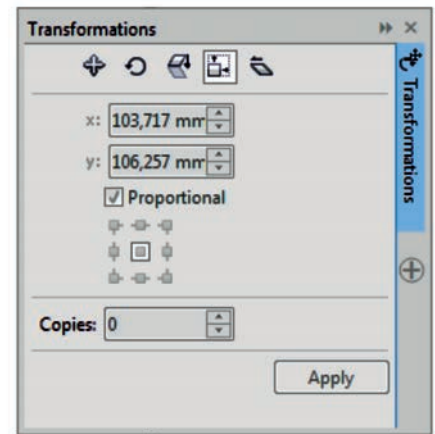 Transformations
x: 103,717 mm
y: 106,257 mm
Proportional
Copies: 0
Apply
Transformations